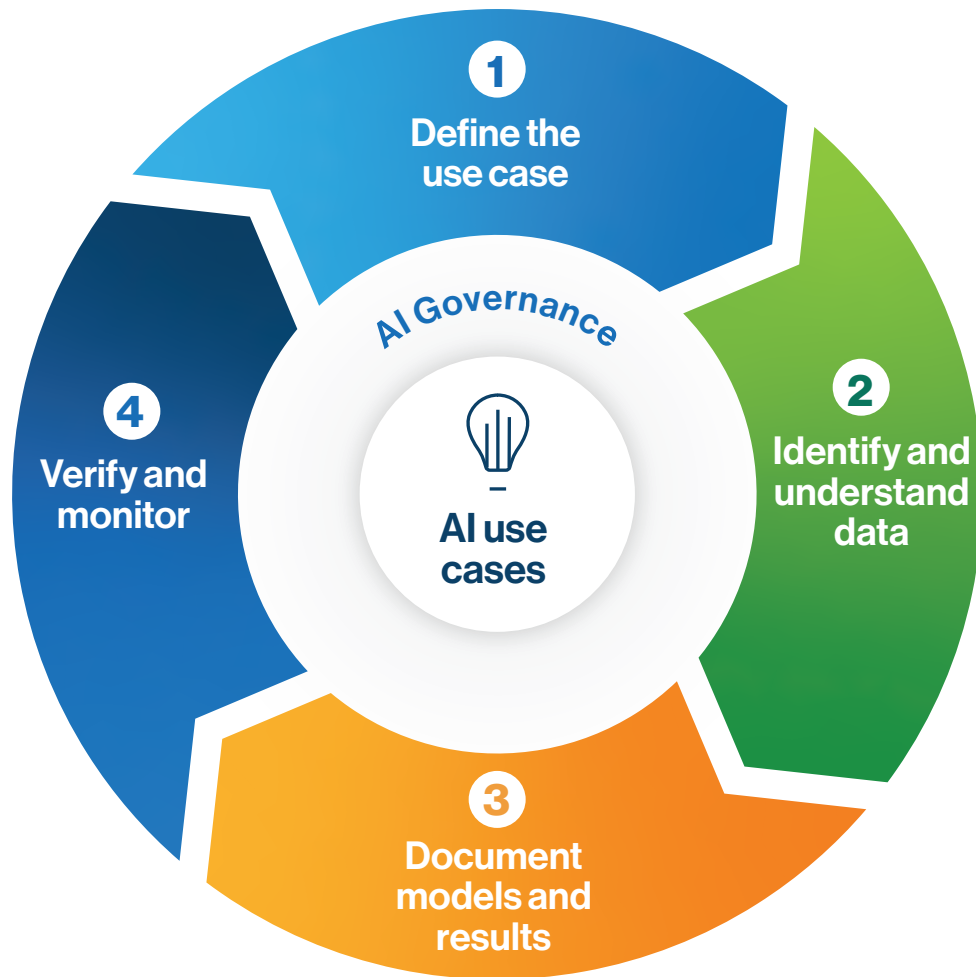 1
Define the
use case
2
Identify and
understand
data
3
Document
models and
results
4
Verify and
monitor
AI Governance
AI use
cases